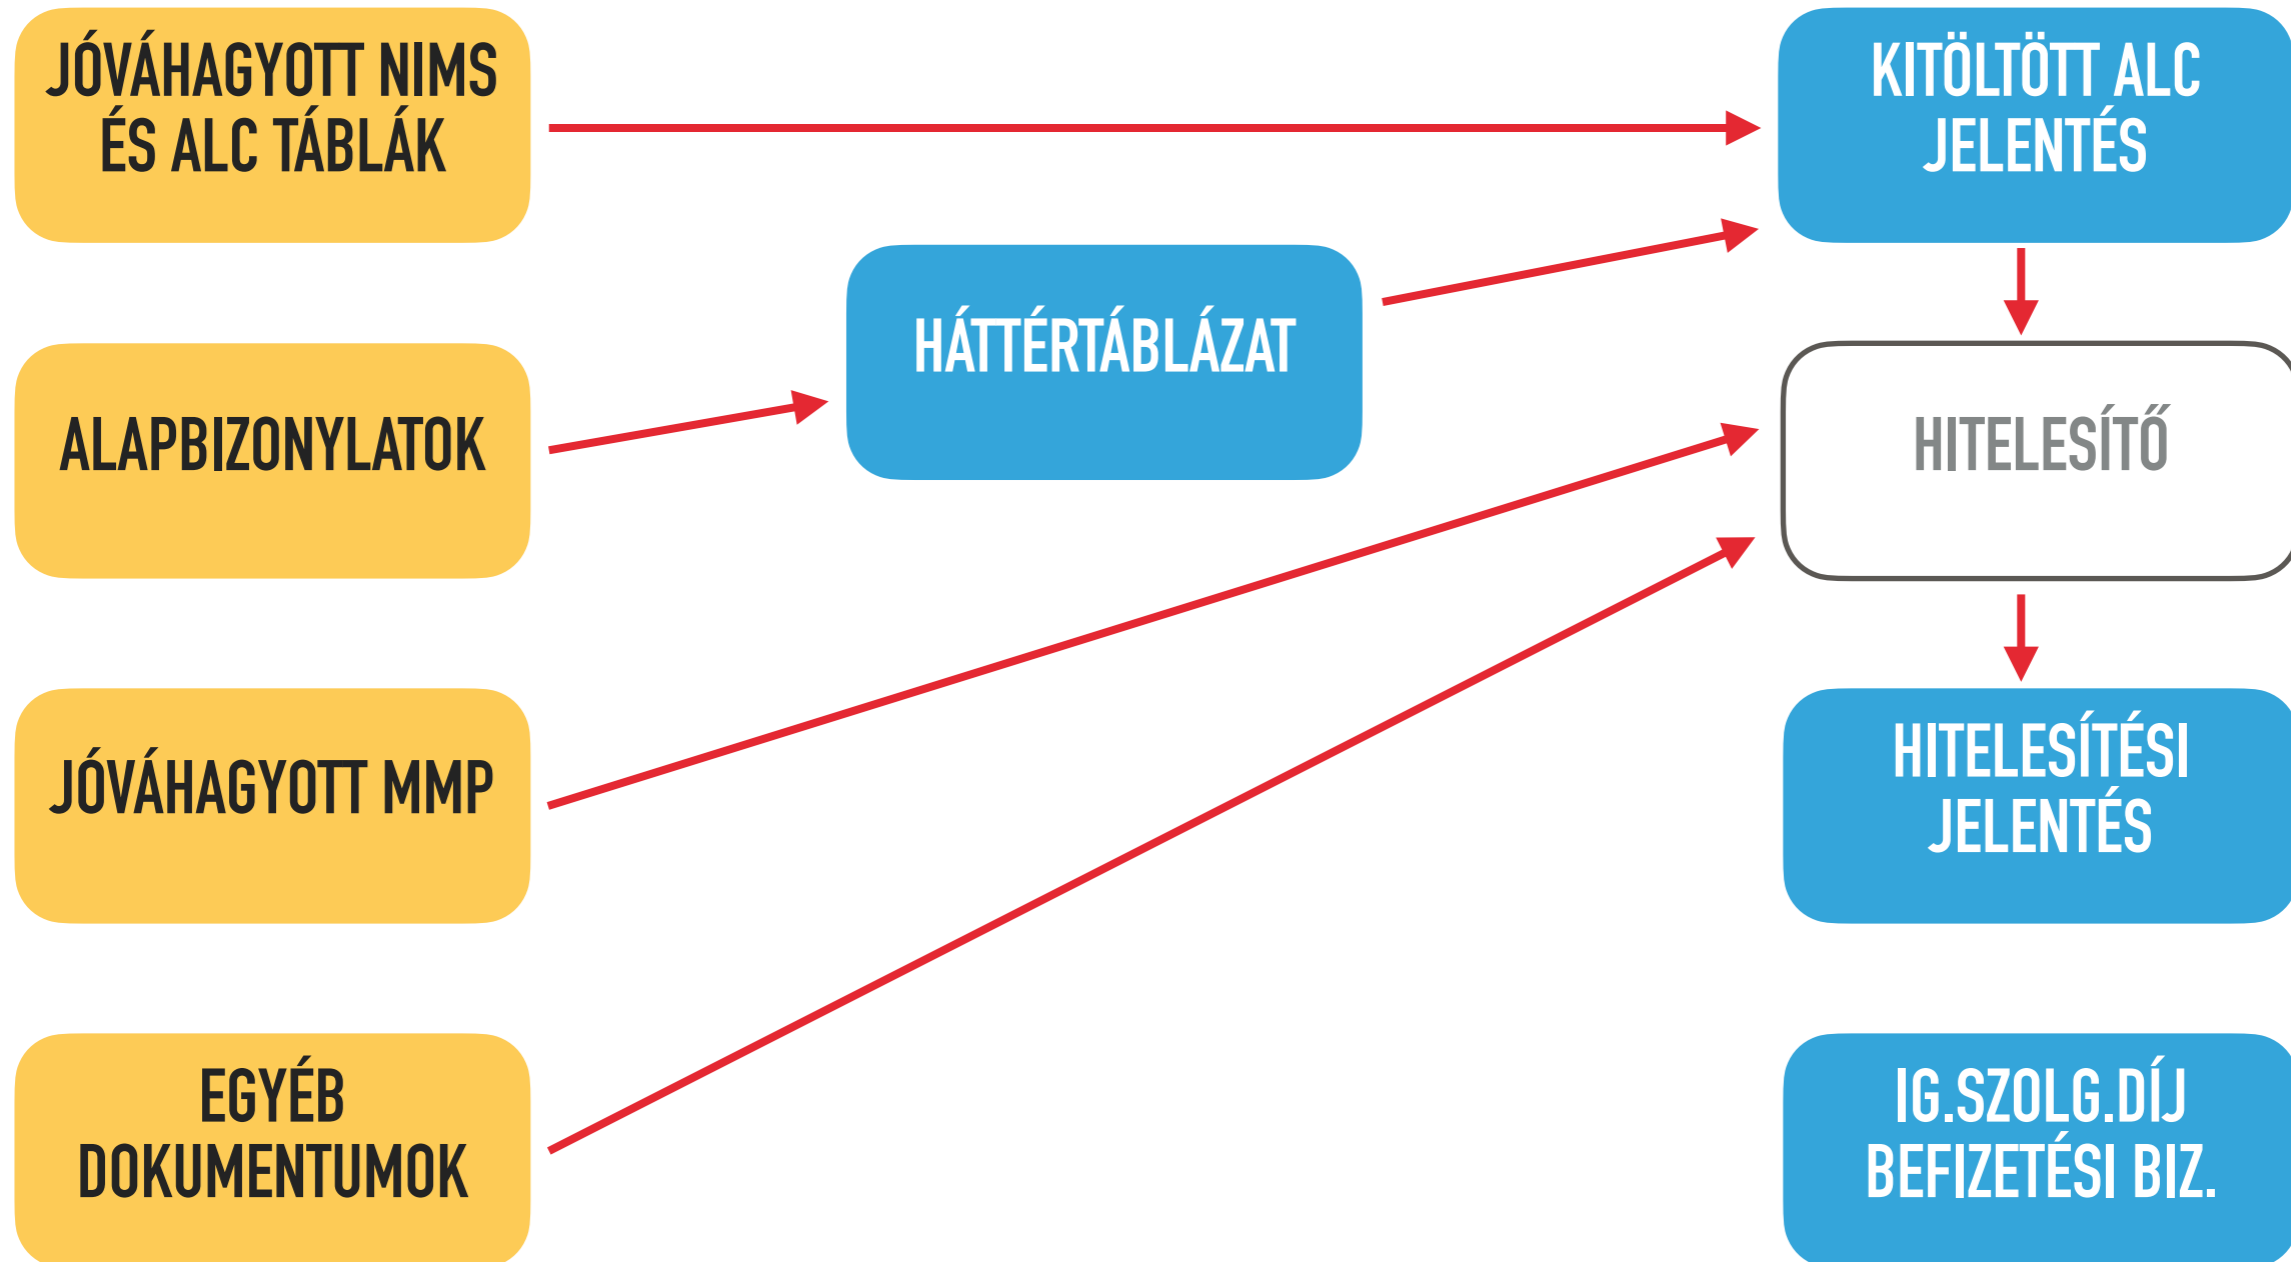 JÓVÁHAGYOTT NIMS
ÉS ALC TÁBLÁK
KITÖLTÖTT ALC
JELENTÉS
HÁTTÉRTÁBLÁZAT
ALAPBIZONYLATOK
HITELESÍTŐ
JÓVÁHAGYOTT MMP
HITELESÍTÉSI
JELENTÉS
EGYÉB
DOKUMENTUMOK
IG.SZOLG.DÍJ
BEFIZETÉSI BIZ.